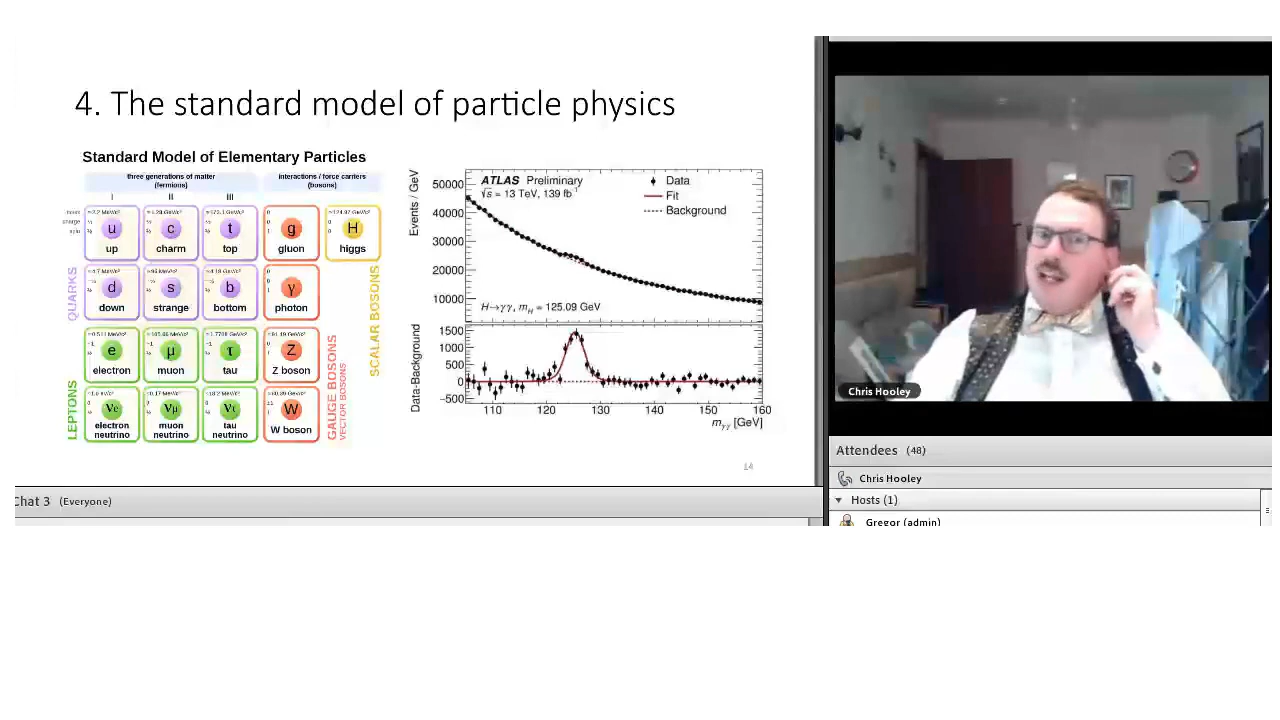 4. The standard model of particle physics
Standard Model of Elementary Particles
three generations of matter
(fermions)
interactions / force carriers
(bosons)
I II III
mass
charge
spin
u c t g H
up charm top gluon higgs
d s b γ
down strange bottom photon
e μ τ Z
electron muon tau Z boson
νe νμ ντ W
electron neutrino muon neutrino tau neutrino W boson
QUARKS
LEPTONS
GAUGE BOSONS
VECTOR BOSONS
SCALAR BOSONS
Events / GeV
50000
40000
30000
20000
10000
ATLAS Preliminary
√s = 13 TeV, 139 fb⁻¹
Data
Fit
Background
H→γγ, mH = 125.09 GeV
Data-Background
1500
1000
500
0
−500
110 120 130 140 150 160
mγγ [GeV]
14
Chat 3 (Everyone)
Chris Hooley
Attendees (48)
Chris Hooley
Hosts (1)
Gregor (admin)